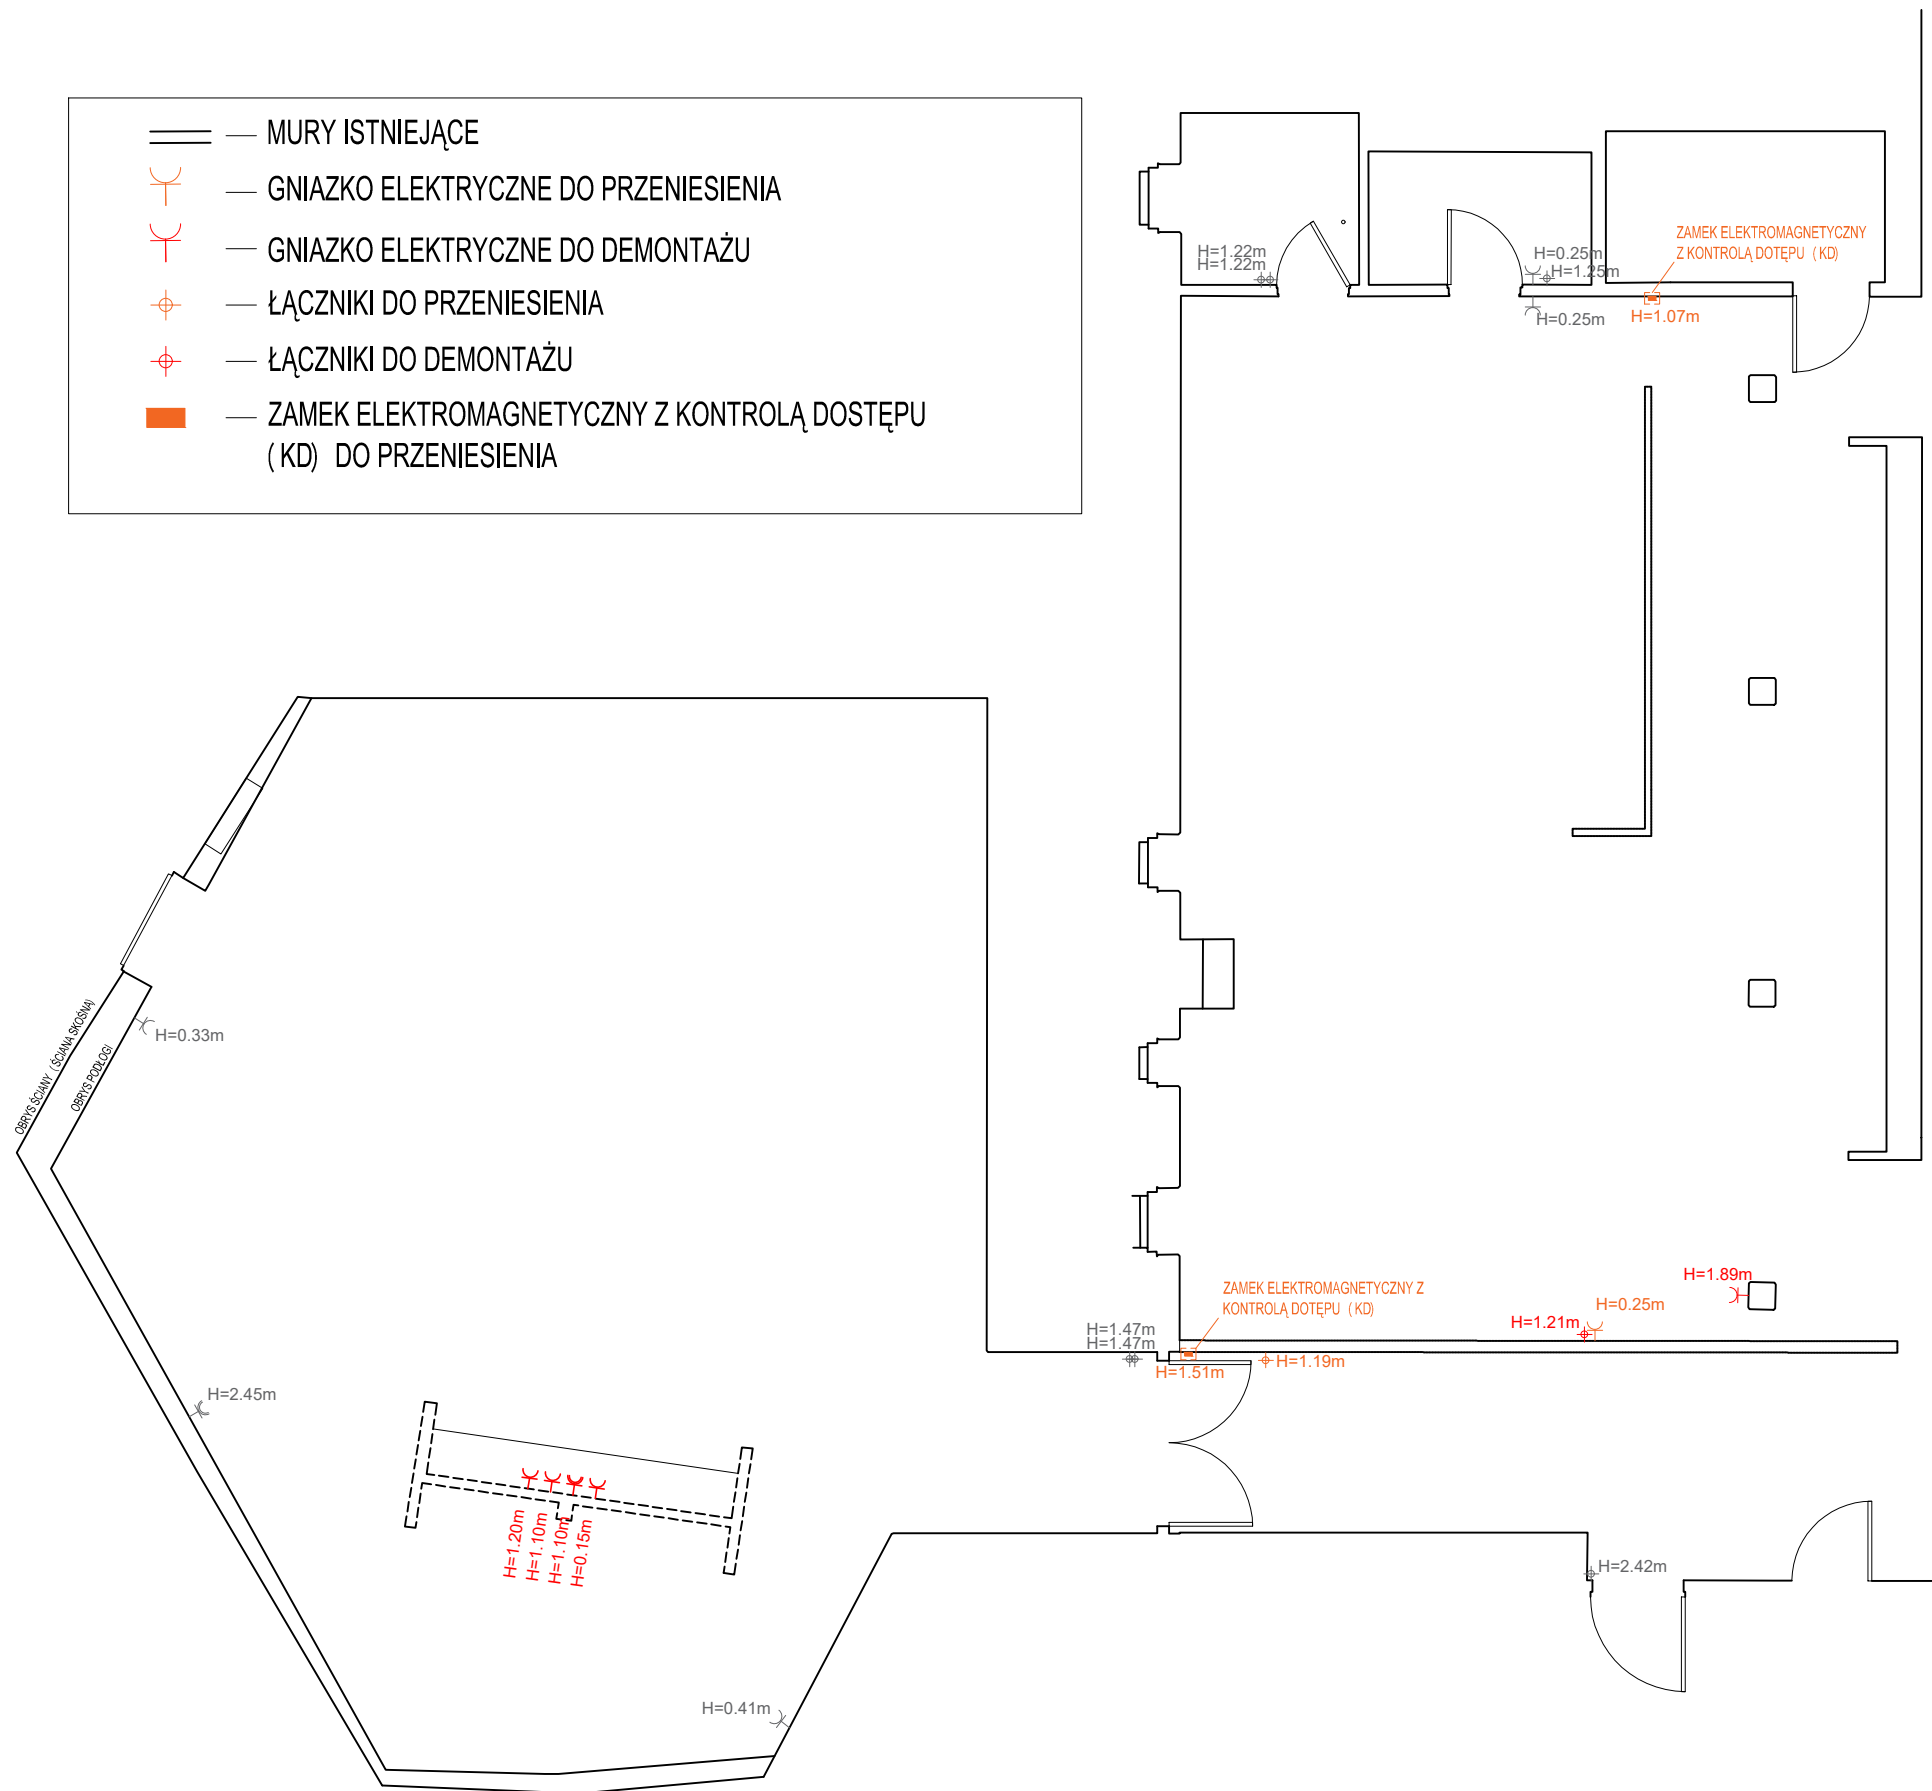 MURY ISTNIEJĄCE
GNIAZKO ELEKTRYCZNE DO PRZENIESIENIA
GNIAZKO ELEKTRYCZNE DO DEMONTAŻU
ŁĄCZNIKI DO PRZENIESIENIA
ŁĄCZNIKI DO DEMONTAŻU
ZAMEK ELEKTROMAGNETYCZNY Z KONTROLĄ DOSTĘPU
(KD) DO PRZENIESIENIA
ZAMEK ELEKTROMAGNETYCZNY
Z KONTROLĄ DOTĘPU (KD)
H=1.22m
H=1.22m
H=0.25m
H=1.25m
H=0.25m
H=1.07m
OBRYS ŚCIANY (ŚCIANA SKOŚNA)
OBRYS PODŁOGI
H=0.33m
H=1.89m
ZAMEK ELEKTROMAGNETYCZNY Z
KONTROLĄ DOTĘPU (KD)
H=0.25m
H=1.21m
H=1.47m
H=1.47m
H=1.51m
H=1.19m
H=2.45m
H=1.20m
H=1.10m
H=1.10m
H=0.15m
H=2.42m
H=0.41m